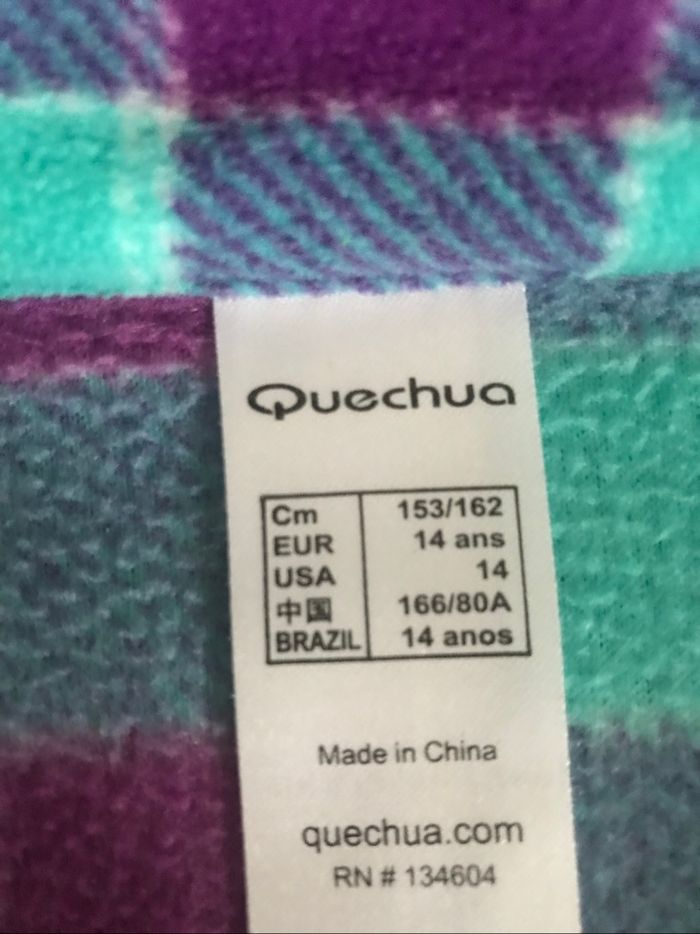 Quechua
Cm 153/162
EUR 14 ans
USA 14
中国 166/80A
BRAZIL 14 anos
Made in China
quechua.com
RN # 134604